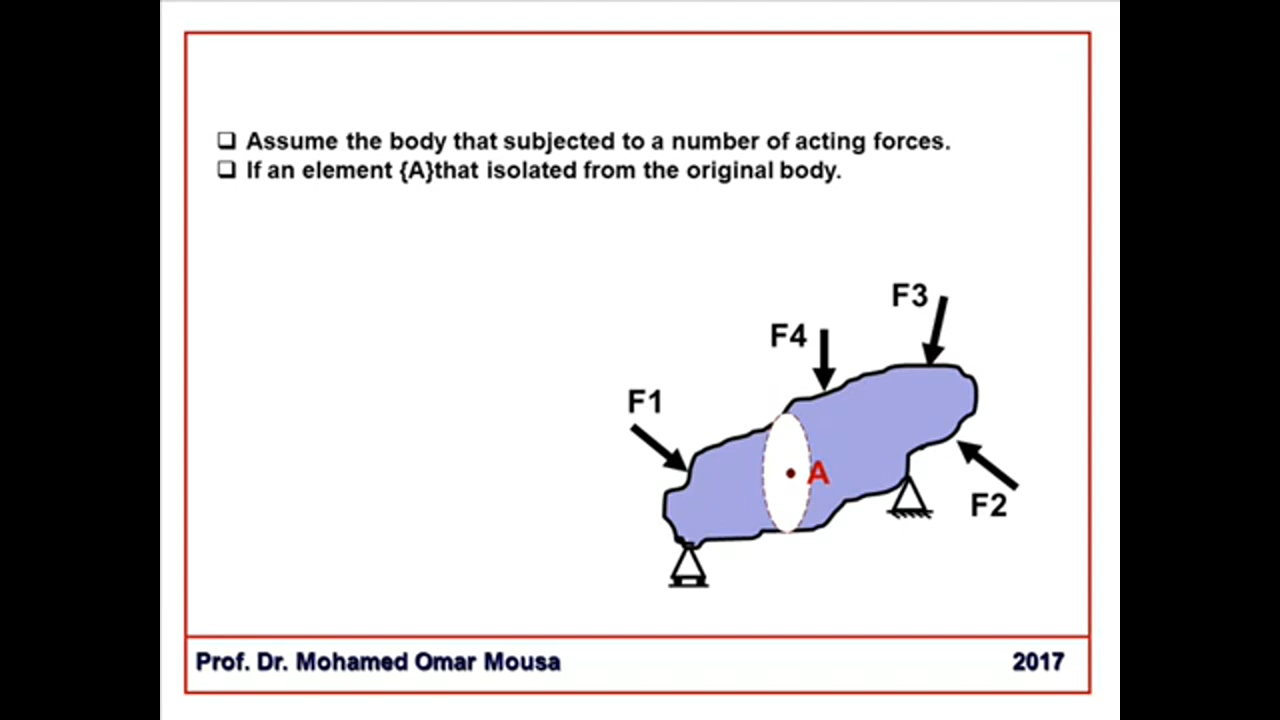 ❑ Assume the body that subjected to a number of acting forces.
❑ If an element {A}that isolated from the original body.
F3
F4
F1
A
F2
Prof. Dr. Mohamed Omar Mousa 2017